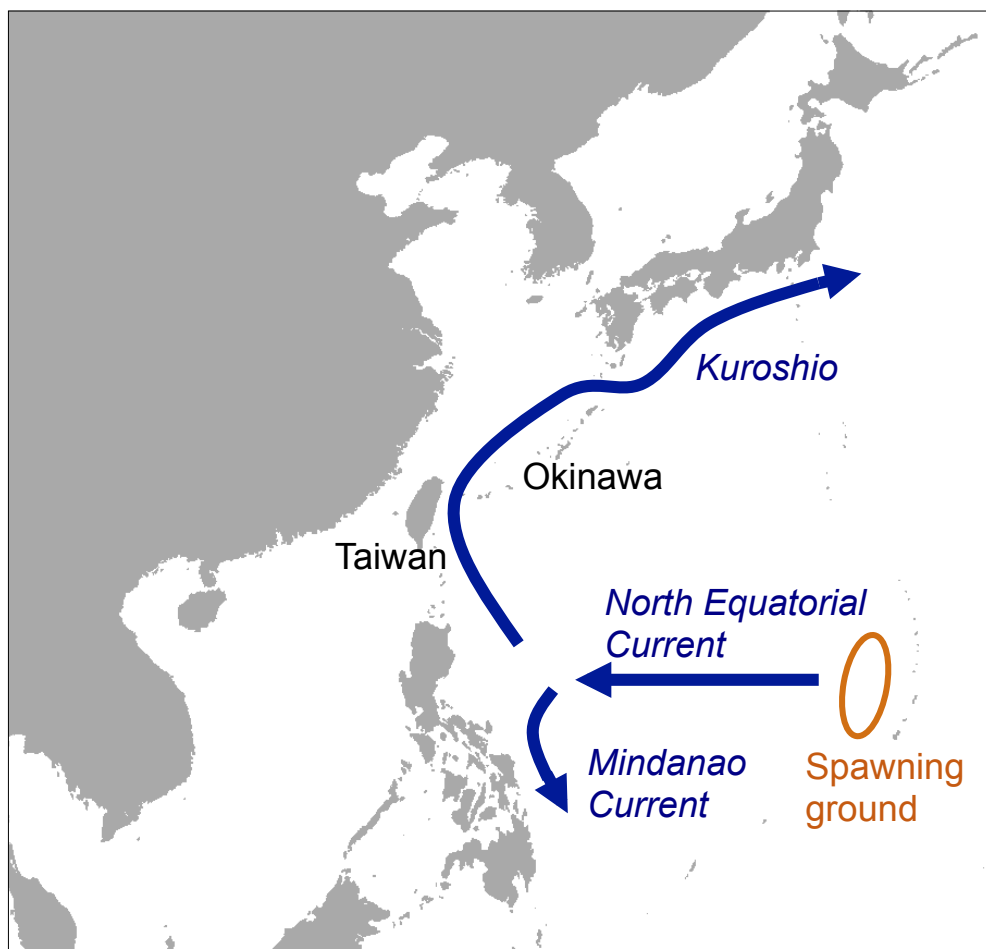 Kuroshio
Okinawa
Taiwan
North Equatorial
Current
Mindanao
Current
Spawning
ground